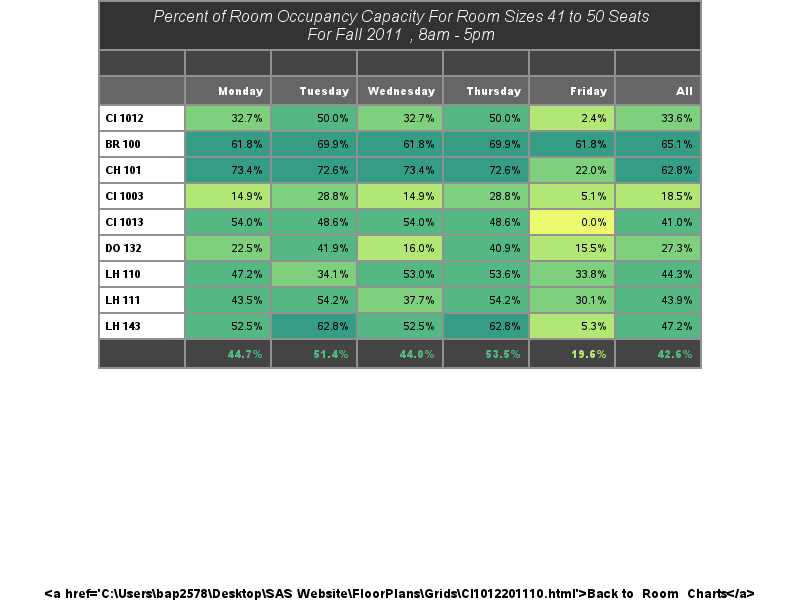 Percent of Room Occupancy Capacity For Room Sizes 41 to 50 Seats
For Fall 2011 , 8am - 5pm
Monday Tuesday Wednesday Thursday Friday All
CI 1012 32.7% 50.0% 32.7% 50.0% 2.4% 33.6%
BR 100 61.8% 69.9% 61.8% 69.9% 61.8% 65.1%
CH 101 73.4% 72.6% 73.4% 72.6% 22.0% 62.8%
CI 1003 14.9% 28.8% 14.9% 28.8% 5.1% 18.5%
CI 1013 54.0% 48.6% 54.0% 48.6% 0.0% 41.0%
DO 132 22.5% 41.9% 16.0% 40.9% 15.5% 27.3%
LH 110 47.2% 34.1% 53.0% 53.6% 33.8% 44.3%
LH 111 43.5% 54.2% 37.7% 54.2% 30.1% 43.9%
LH 143 52.5% 62.8% 52.5% 62.8% 5.3% 47.2%
44.7% 51.4% 44.0% 53.5% 19.6% 42.6%
<a href='C:\Users\bap2578\Desktop\SAS Website\FloorPlans\Grids\CI1012201110.html'>Back to Room Charts</a>